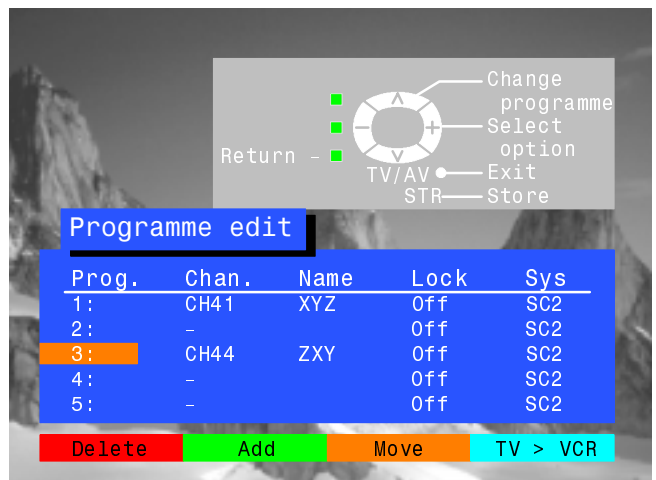 Change
programme
Select
option
Return –
TV/AV Exit
STR Store
Programme edit
Prog. Chan. Name Lock Sys
1: CH41 XYZ Off SC2
2: – Off SC2
3: CH44 ZXY Off SC2
4: – Off SC2
5: – Off SC2
Delete Add Move TV > VCR